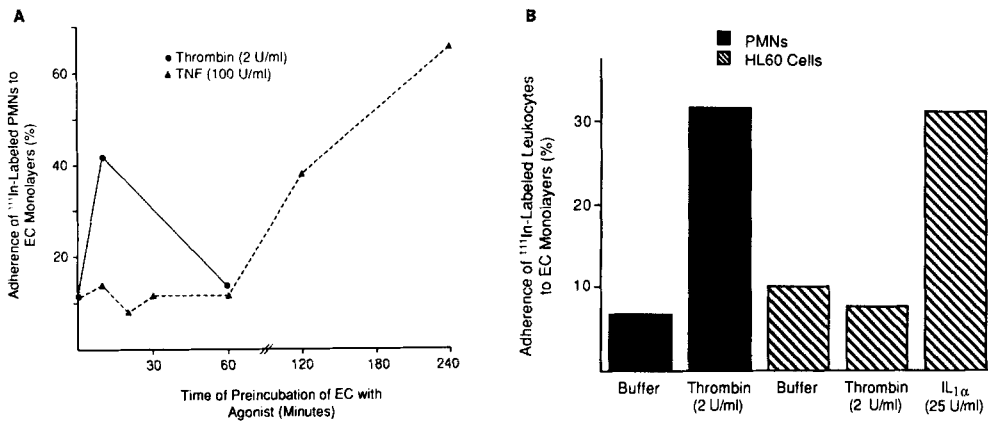 A
Thrombin (2 U/ml)
TNF (100 U/ml)
60
40
20
Adherence of ¹¹¹In-Labeled PMNs to
EC Monolayers (%)
30
60
120
180
240
Time of Preincubation of EC with
Agonist (Minutes)
B
PMNs
HL60 Cells
30
20
10
Adherence of ¹¹¹In-Labeled Leukocytes
to EC Monolayers (%)
Buffer
Thrombin
(2 U/ml)
Buffer
Thrombin
(2 U/ml)
IL₁α
(25 U/ml)